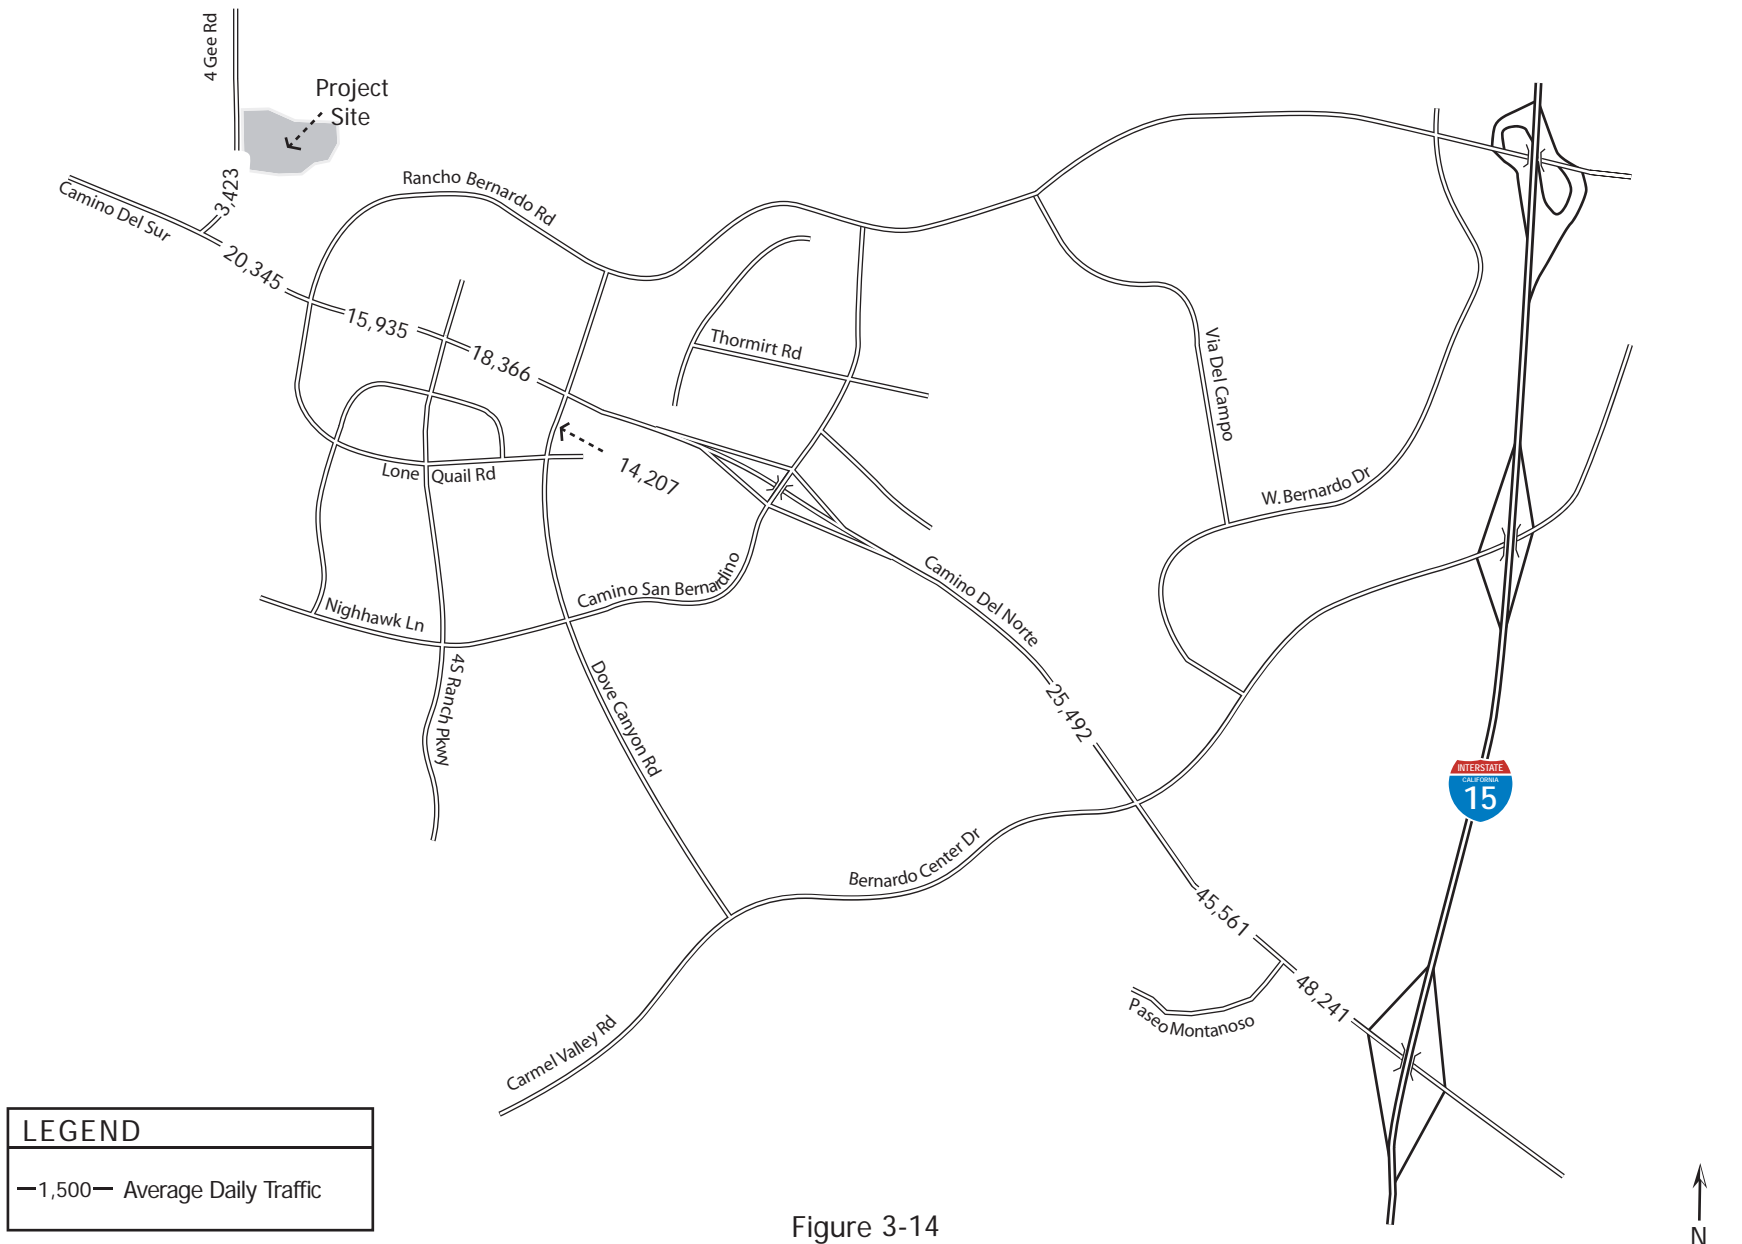 4 Gee Rd
Project
Site
3,423
Camino Del Sur
20,345
Rancho Bernardo Rd
15,935
18,366
Thormirt Rd
Via Del Campo
14,207
Lone Quail Rd
W. Bernardo Dr
Camino San Bernardino
Camino Del Norte
Nighhawk Ln
4S Ranch Pkwy
Dove Canyon Rd
25,492
INTERSTATE
CALIFORNIA
15
Bernardo Center Dr
45,561
48,241
Paseo Montanoso
Carmel Valley Rd
LEGEND
1,500 Average Daily Traffic
Figure 3-14
N